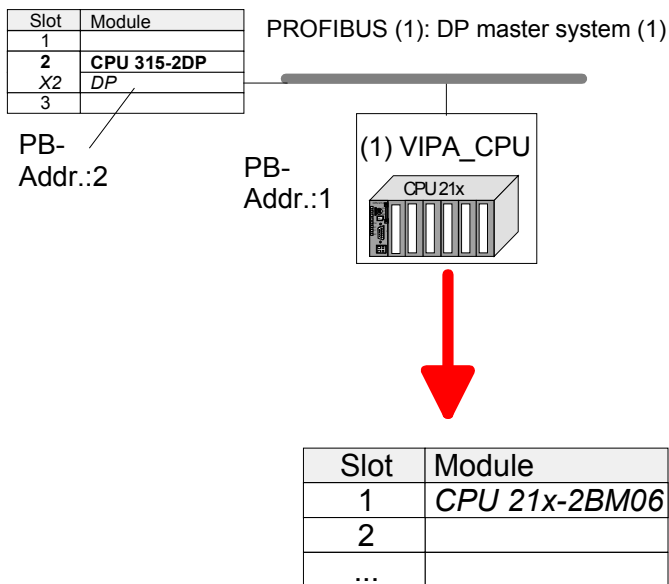 Slot Module
1
2 CPU 315-2DP
X2 DP
3
PROFIBUS (1): DP master system (1)
PB-
Addr.:2
PB-
Addr.:1
(1) VIPA_CPU
CPU 21x
Slot Module
1 CPU 21x-2BM06
2
...